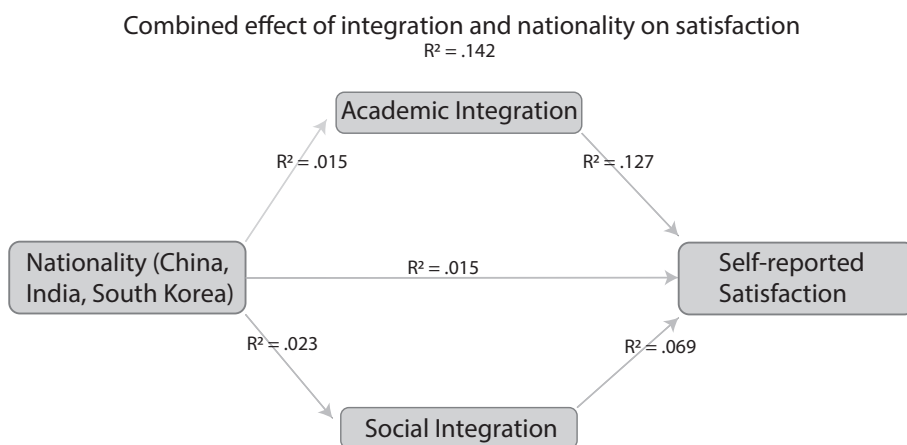 Combined effect of integration and nationality on satisfaction
R² = .142
Academic Integration
R² = .015
R² = .127
Nationality (China,
India, South Korea)
R² = .015
Self-reported
Satisfaction
R² = .023
R² = .069
Social Integration